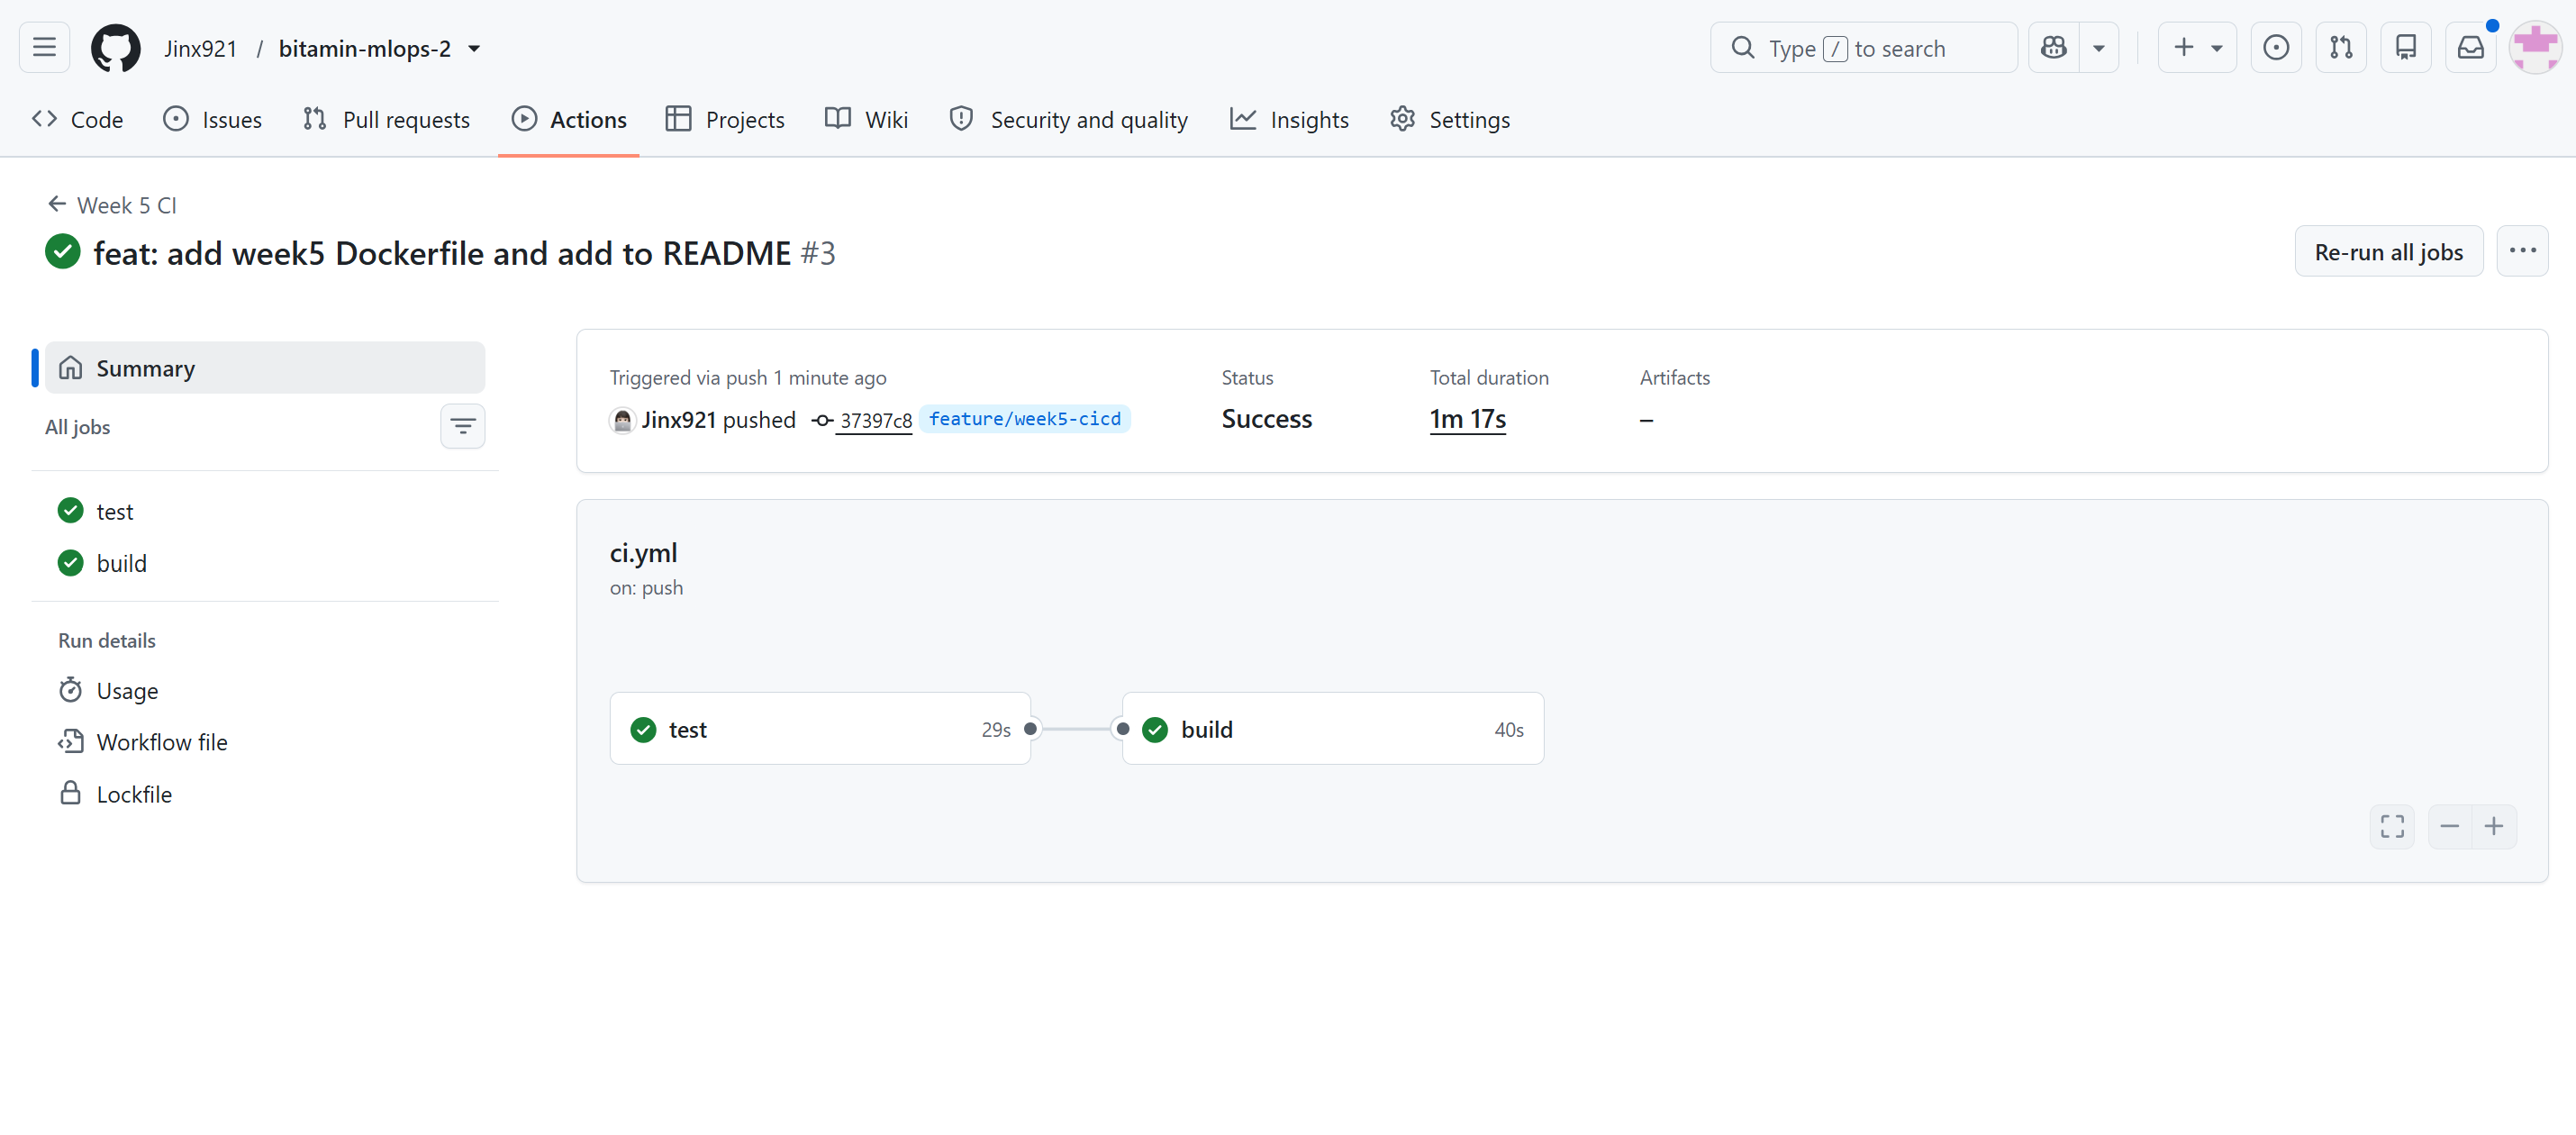 Jinx921 / bitamin-mlops-2
Type / to search
Code Issues Pull requests Actions Projects Wiki Security and quality Insights Settings
Week 5 CI
feat: add week5 Dockerfile and add to README #3
Re-run all jobs
Summary
All jobs
test
build
Run details
Usage
Workflow file
Lockfile
Triggered via push 1 minute ago
Jinx921 pushed 37397c8 feature/week5-cicd
Status
Success
Total duration
1m 17s
Artifacts
–
ci.yml
on: push
test 29s
build 40s